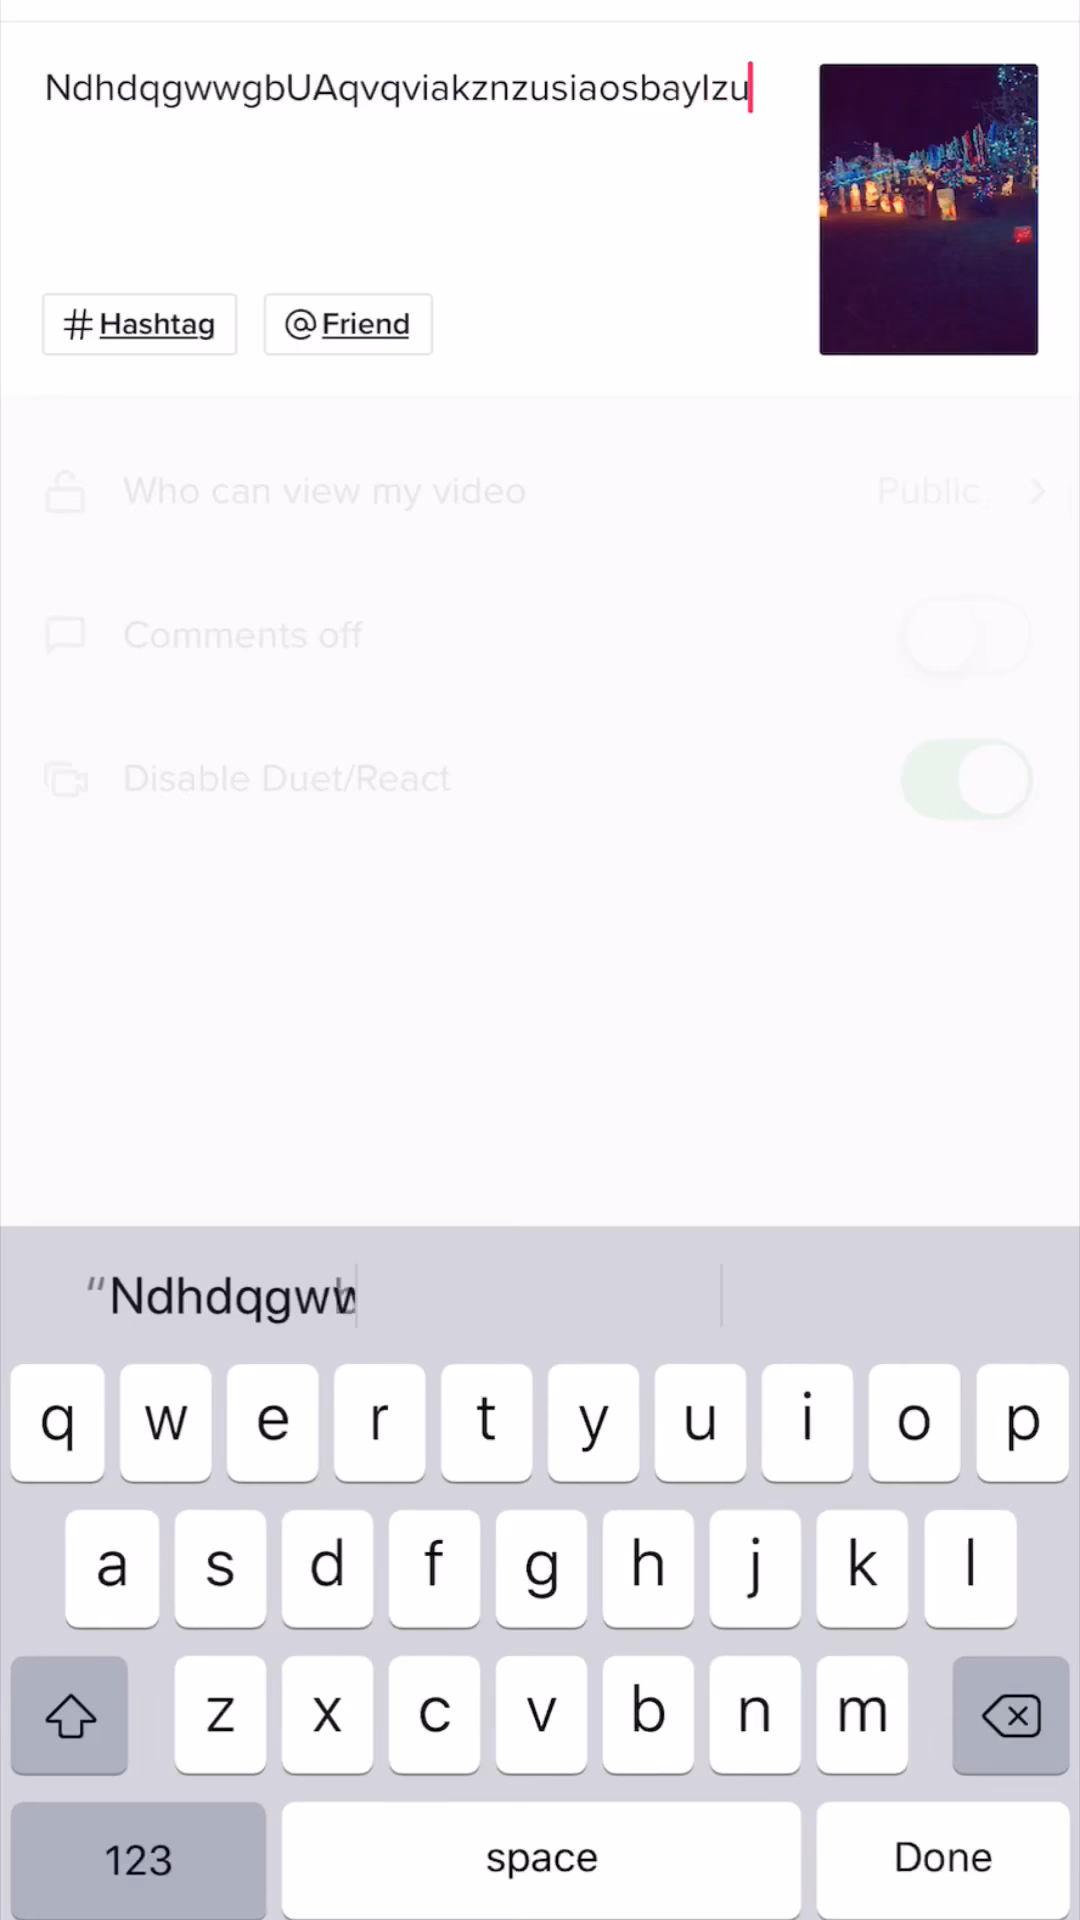 NdhdqgwwgbUAqvqviakznzusiaosbaylzu
# Hashtag @ Friend
Who can view my video Public
Comments off
Disable Duet/React
“Ndhdqgww
q w e r t y u i o p
a s d f g h j k l
z x c v b n m
123 space Done